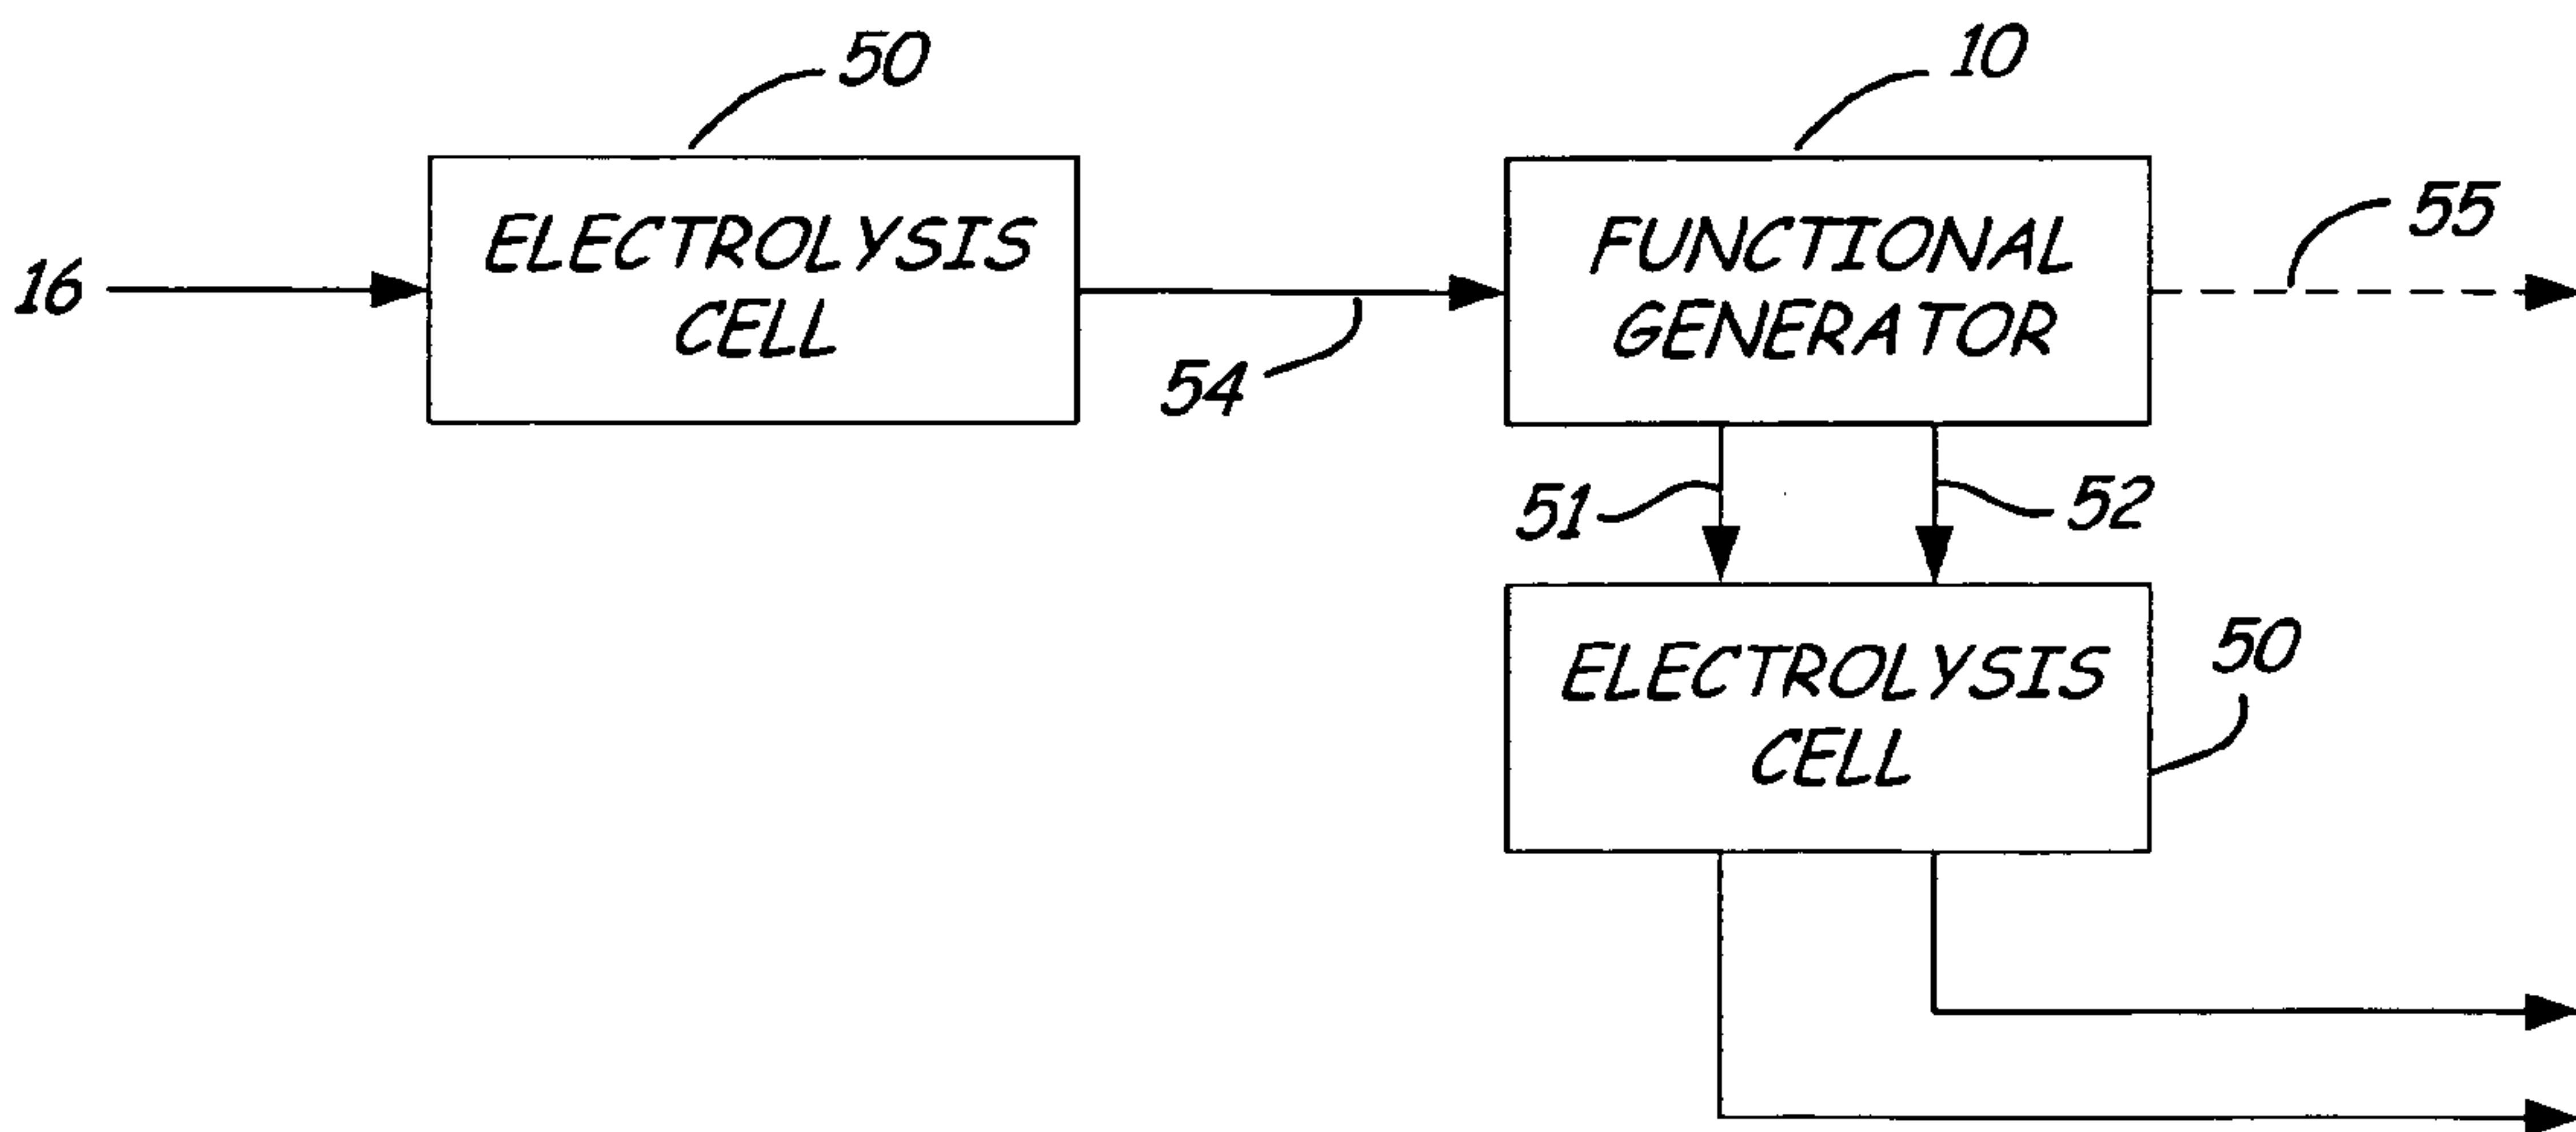 50
10
ELECTROLYSIS
CELL
FUNCTIONAL
GENERATOR
55
16
54
51
52
ELECTROLYSIS
CELL
50